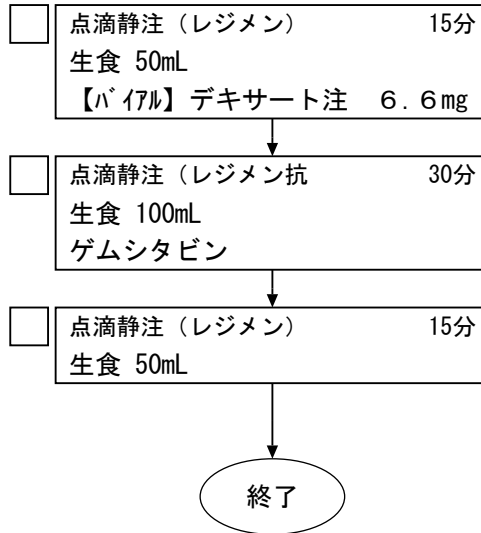 点滴静注（レジメン） 15分
生食 50mL
【ﾊﾞｲｱﾙ】デキサート注 ６．６mg
点滴静注（レジメン抗 30分
生食 100mL
ゲムシタビン
点滴静注（レジメン） 15分
生食 50mL
終了